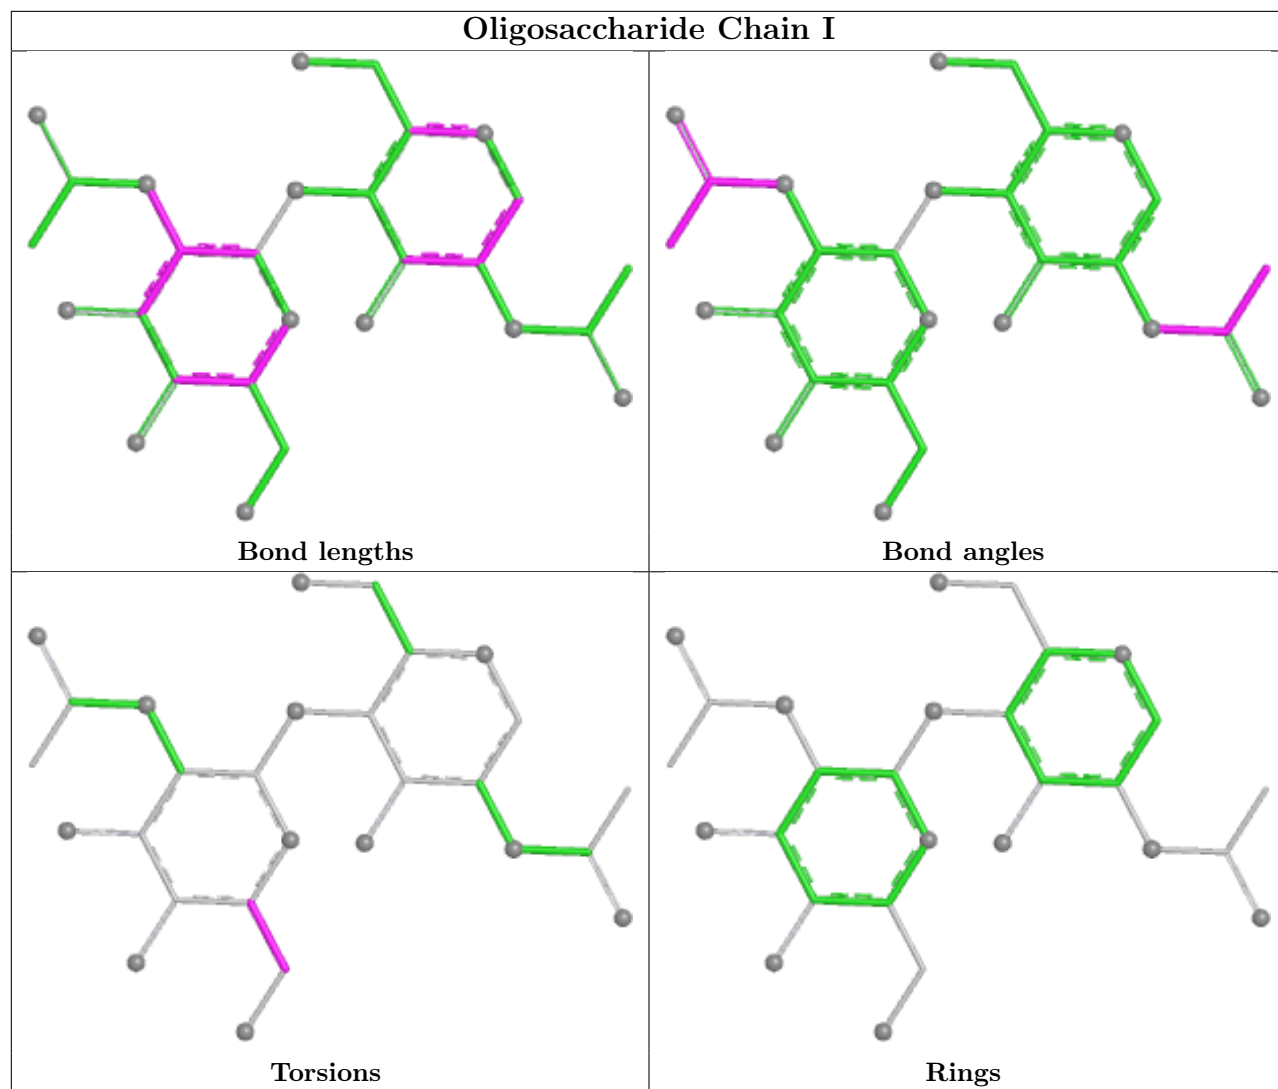 Oligosaccharide Chain I
Bond lengths
Bond angles
Torsions
Rings